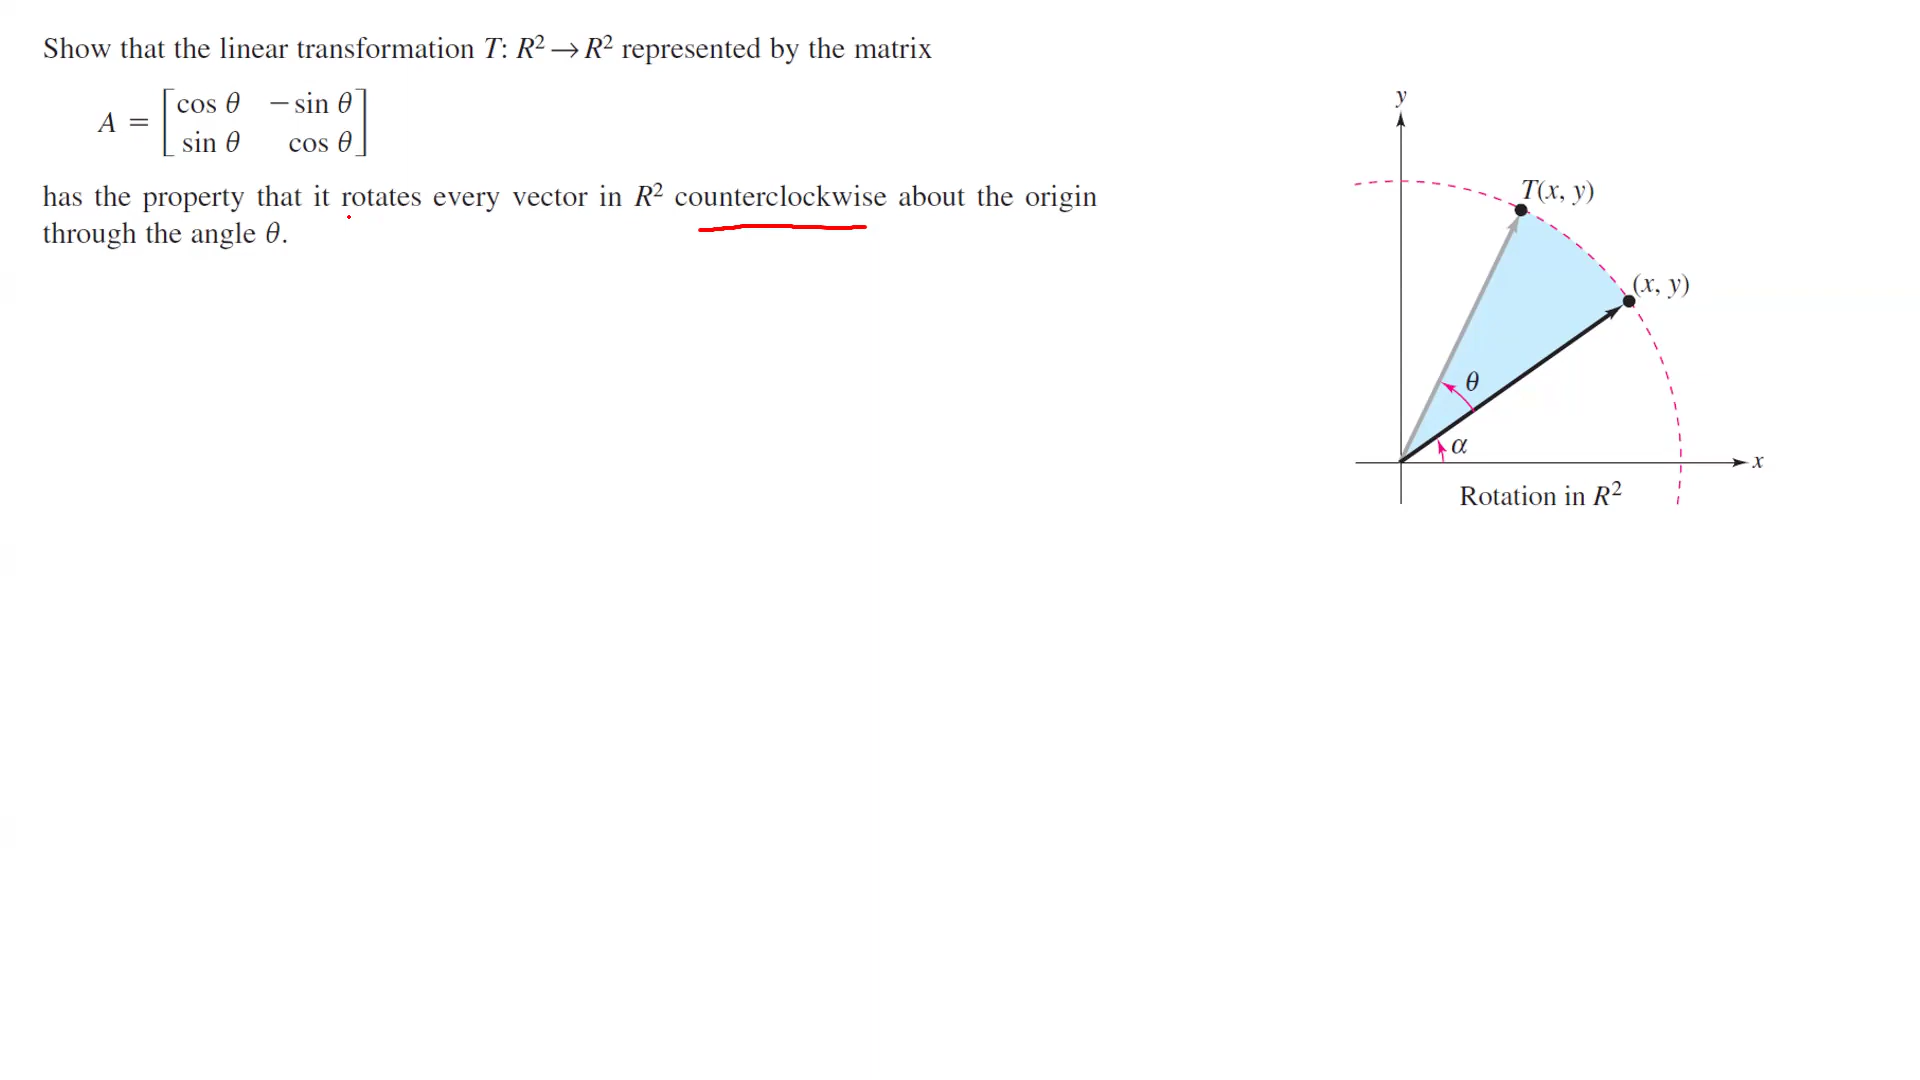 Show that the linear transformation T: R² → R² represented by the matrix
A = [cos θ −sin θ
sin θ cos θ]
has the property that it rotates every vector in R² counterclockwise about the origin
through the angle θ.
y
T(x, y)
(x, y)
θ
α
x
Rotation in R²